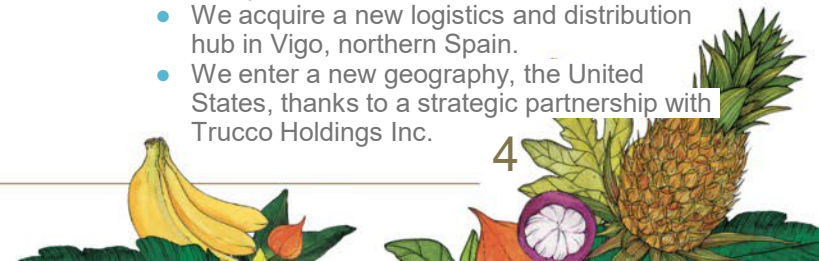 ● We acquire a new logistics and distribution
hub in Vigo, northern Spain.
● We enter a new geography, the United
States, thanks to a strategic partnership with
Trucco Holdings Inc.
4